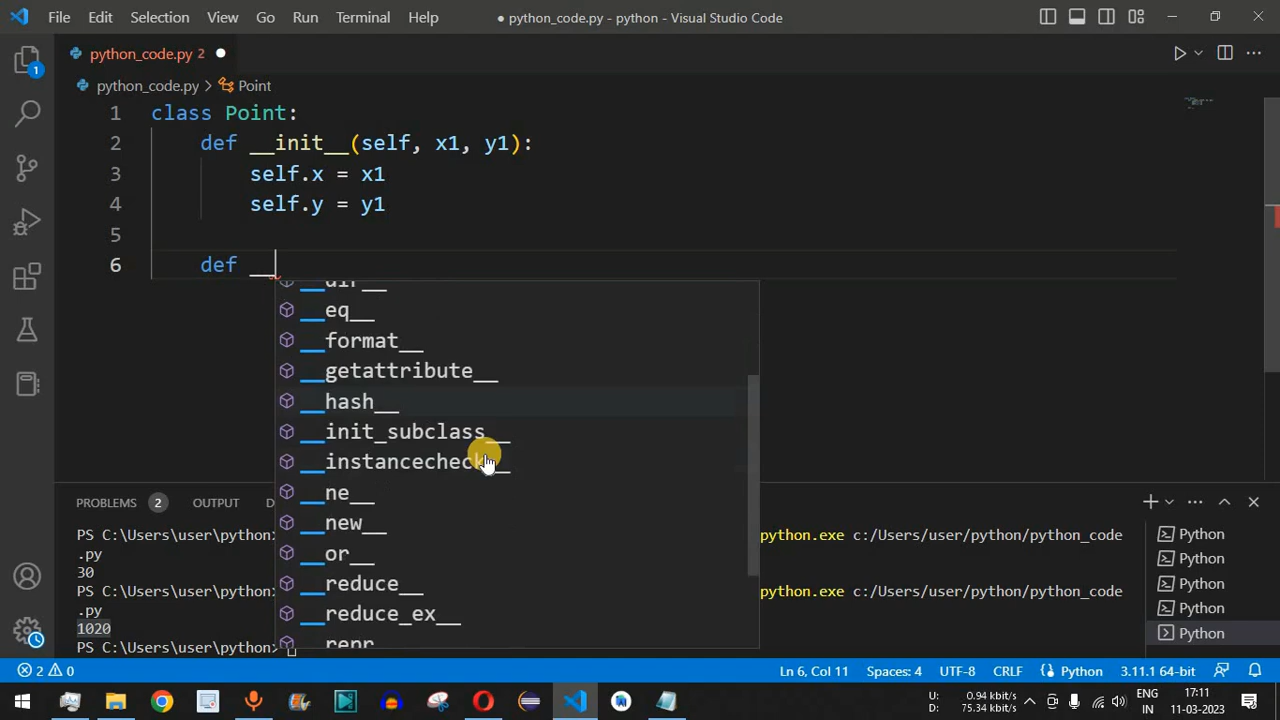 File Edit Selection View Go Run Terminal Help
● python_code.py - python - Visual Studio Code
python_code.py 2 ●
python_code.py > Point
1 class Point:
2 def __init__(self, x1, y1):
3 self.x = x1
4 self.y = y1
5
6 def __
__dir__
__eq__
__format__
__getattribute__
__hash__
__init_subclass__
__instancecheck__
__ne__
__new__
__or__
__reduce__
__reduce_ex__
__repr__
PROBLEMS 2 OUTPUT D
PS C:\Users\user\python> python.exe c:/Users/user/python/python_code
.py
30
PS C:\Users\user\python> python.exe c:/Users/user/python/python_code
.py
1020
PS C:\Users\user\python>
Python
Python
Python
Python
Python
1
2 0 Ln 6, Col 11 Spaces: 4 UTF-8 CRLF Python 3.11.1 64-bit
U: 0.94 kbit/s
D: 75.34 kbit/s
ENG
IN
17:11
11-03-2023